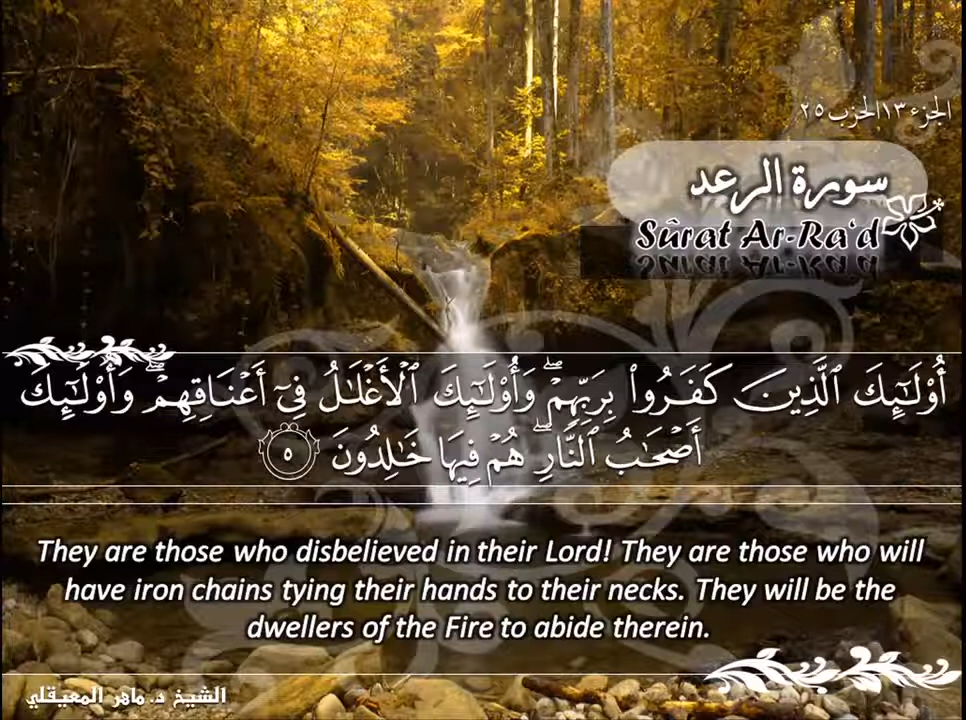 الجزء ١٣ الحزب ٢٥
سورة الرعد
Sûrat Ar-Ra‘d
أُو۟لَـٰٓئِكَ ٱلَّذِينَ كَفَرُوا۟ بِرَبِّهِمْ ۖ وَأُو۟لَـٰٓئِكَ ٱلْأَغْلَـٰلُ فِىٓ أَعْنَاقِهِمْ ۖ وَأُو۟لَـٰٓئِكَ
أَصْحَـٰبُ ٱلنَّارِ ۖ هُمْ فِيهَا خَـٰلِدُونَ ٥
They are those who disbelieved in their Lord! They are those who will
have iron chains tying their hands to their necks. They will be the
dwellers of the Fire to abide therein.
الشيخ د. ماهر المعيقلي